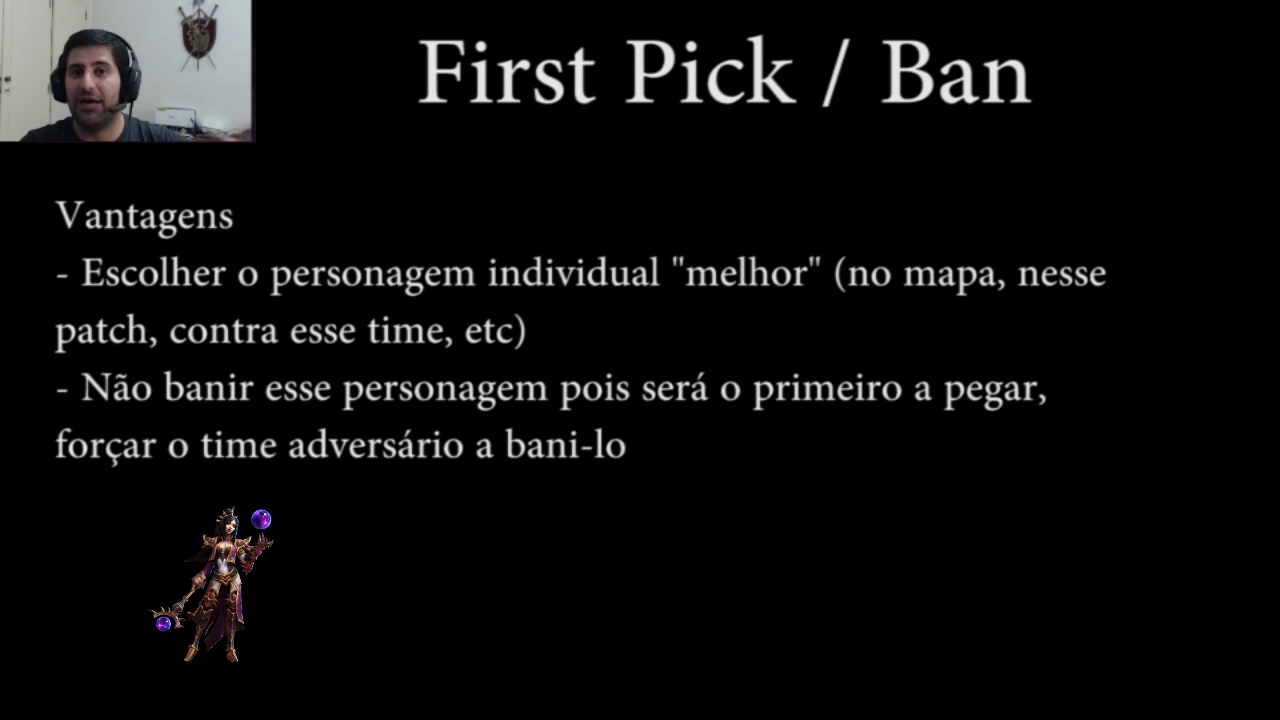 First Pick / Ban
Vantagens
- Escolher o personagem individual "melhor" (no mapa, nesse
patch, contra esse time, etc)
- Não banir esse personagem pois será o primeiro a pegar,
forçar o time adversário a bani-lo